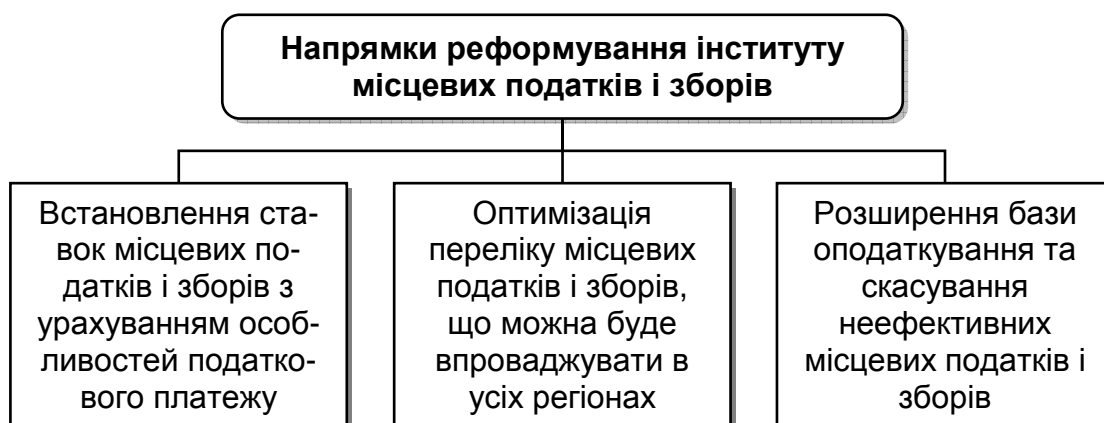 Напрямки реформування інституту
місцевих податків і зборів
Встановлення ста-
вок місцевих по-
датків і зборів з
урахуванням особ-
ливостей податко-
вого платежу
Оптимізація
переліку місцевих
податків і зборів,
що можна буде
впроваджувати в
усіх регіонах
Розширення бази
оподаткування та
скасування
неефективних
місцевих податків і
зборів